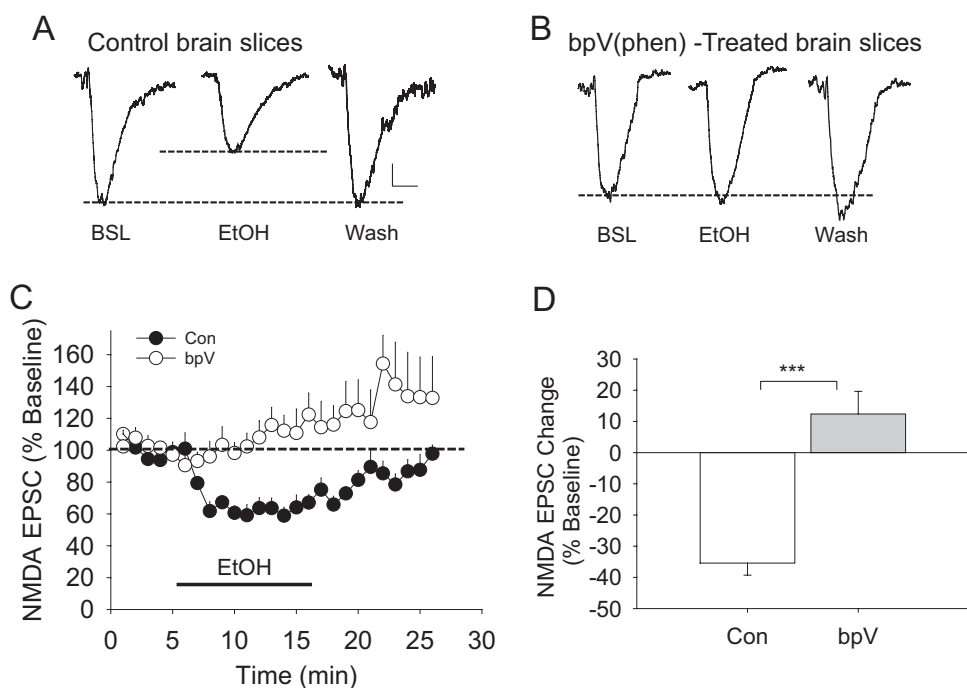 A
Control brain slices
BSL
EtOH
Wash
B
bpV(phen) -Treated brain slices
BSL
EtOH
Wash
C
NMDA EPSC (% Baseline)
160
140
120
100
80
60
40
20
0
Con
bpV
EtOH
0 5 10 15 20 25 30
Time (min)
D
NMDA EPSC Change
(% Baseline)
30
20
10
0
-10
-20
-30
-40
-50
***
Con bpV